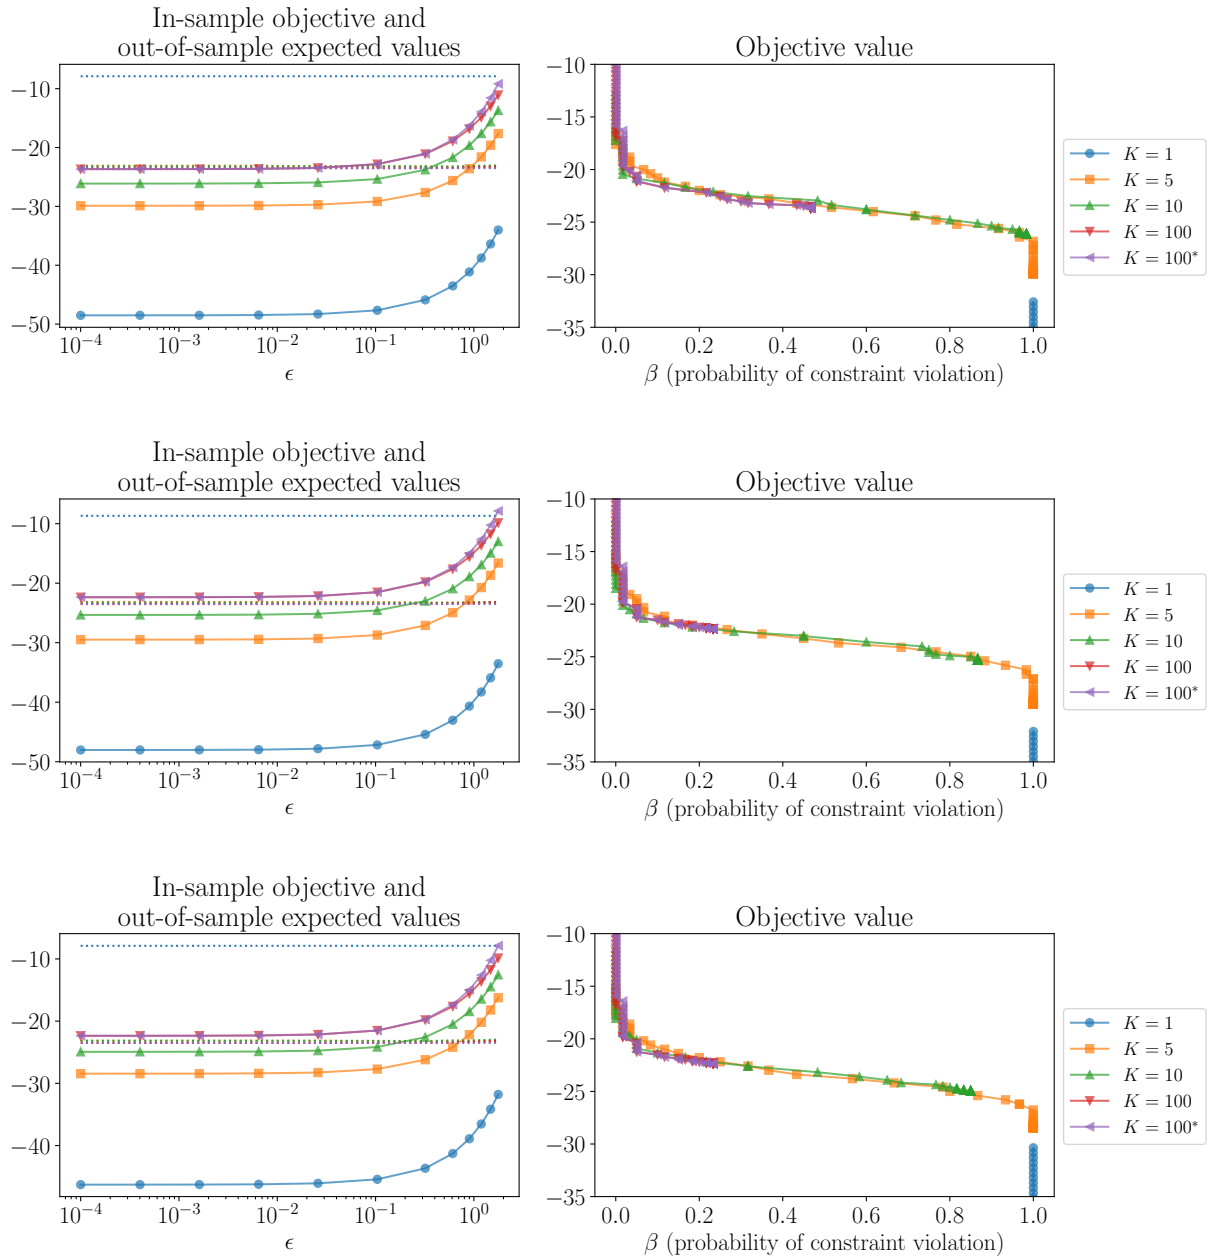 In-sample objective and
out-of-sample expected values
−10
−20
−30
−40
−50
10⁻⁴
10⁻³
10⁻²
10⁻¹
10⁰
ϵ
Objective value
−10
−15
−20
−25
−30
−35
0.0
0.2
0.4
0.6
0.8
1.0
β (probability of constraint violation)
K = 1
K = 5
K = 10
K = 100
K = 100*
In-sample objective and
out-of-sample expected values
−10
−20
−30
−40
−50
10⁻⁴
10⁻³
10⁻²
10⁻¹
10⁰
ϵ
Objective value
−10
−15
−20
−25
−30
−35
0.0
0.2
0.4
0.6
0.8
1.0
β (probability of constraint violation)
K = 1
K = 5
K = 10
K = 100
K = 100*
In-sample objective and
out-of-sample expected values
−10
−20
−30
−40
10⁻⁴
10⁻³
10⁻²
10⁻¹
10⁰
ϵ
Objective value
−10
−15
−20
−25
−30
−35
0.0
0.2
0.4
0.6
0.8
1.0
β (probability of constraint violation)
K = 1
K = 5
K = 10
K = 100
K = 100*